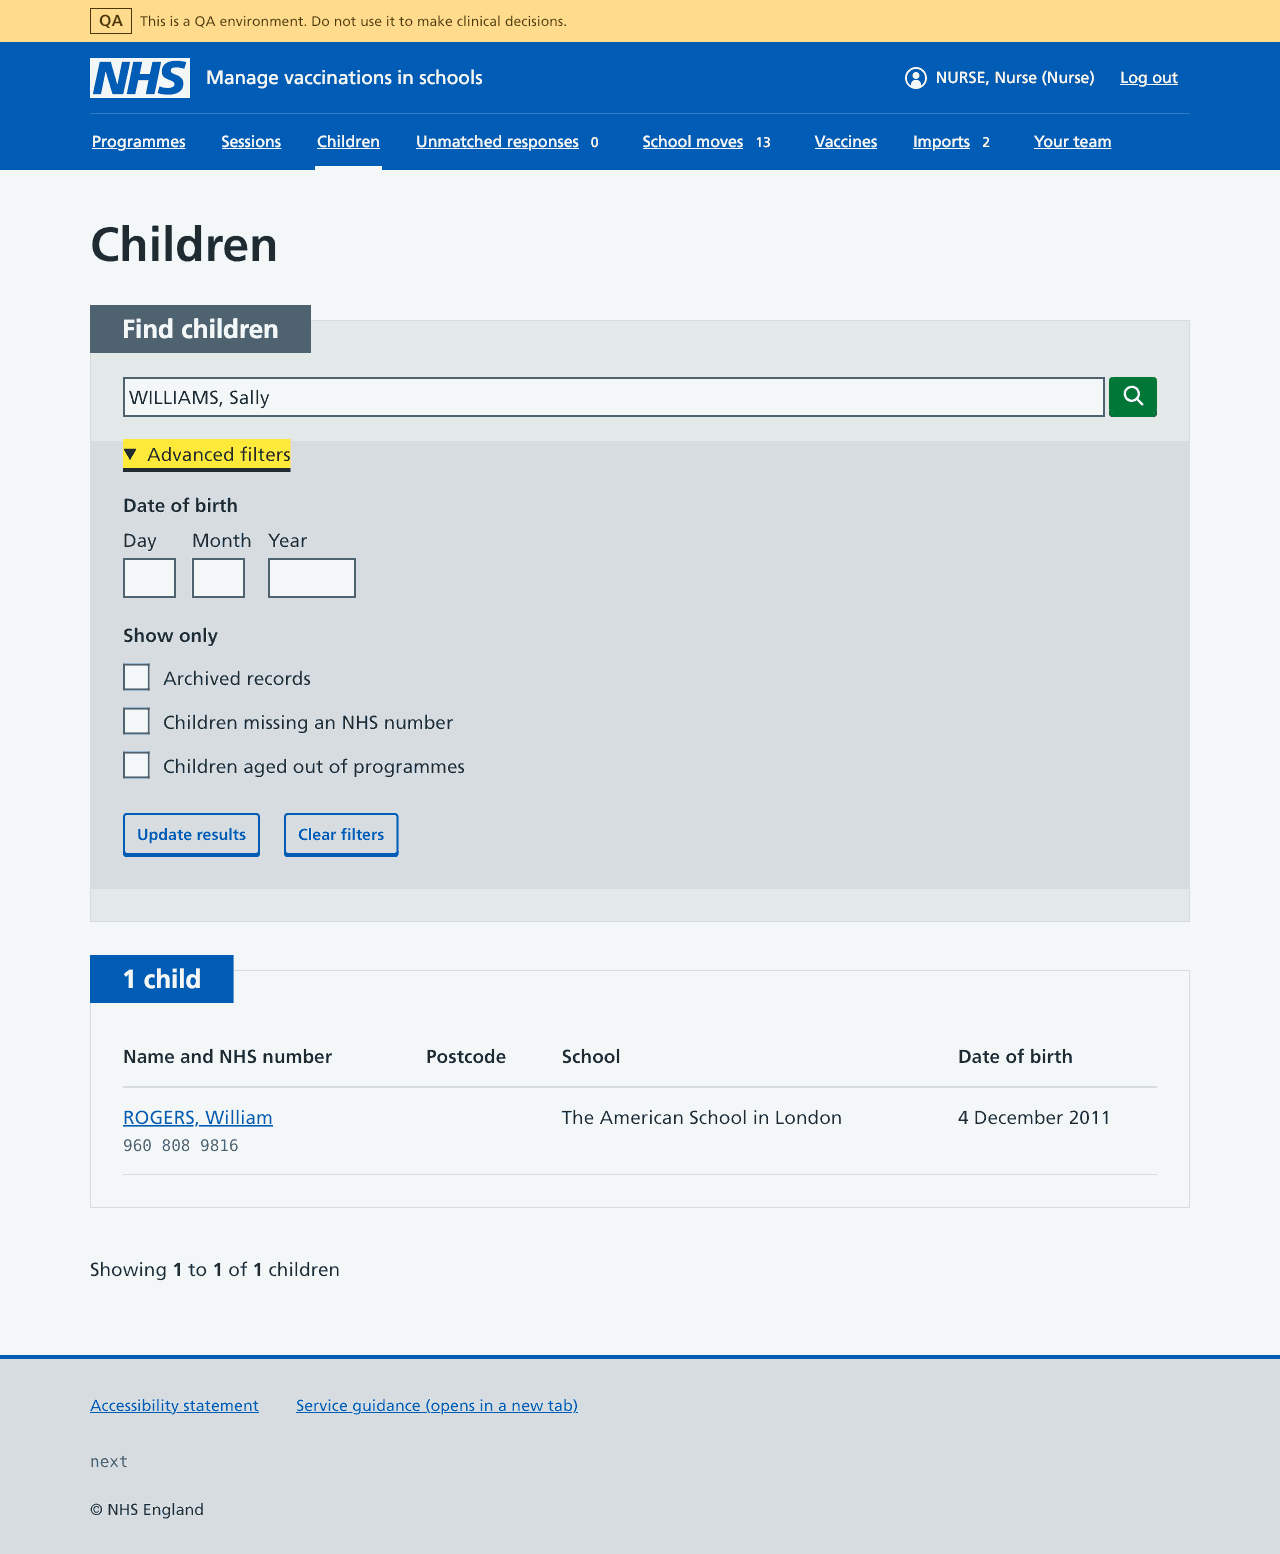 QA This is a QA environment. Do not use it to make clinical decisions.
NHS Manage vaccinations in schools NURSE, Nurse (Nurse) Log out
Programmes Sessions Children Unmatched responses 0 School moves 13 Vaccines Imports 2 Your team
Children
Find children
WILLIAMS, Sally
Advanced filters
Date of birth
Day Month Year
Show only
Archived records
Children missing an NHS number
Children aged out of programmes
Update results Clear filters
1 child
Name and NHS number Postcode School Date of birth
ROGERS, William The American School in London 4 December 2011
960 808 9816
Showing 1 to 1 of 1 children
Accessibility statement Service guidance (opens in a new tab)
next
© NHS England